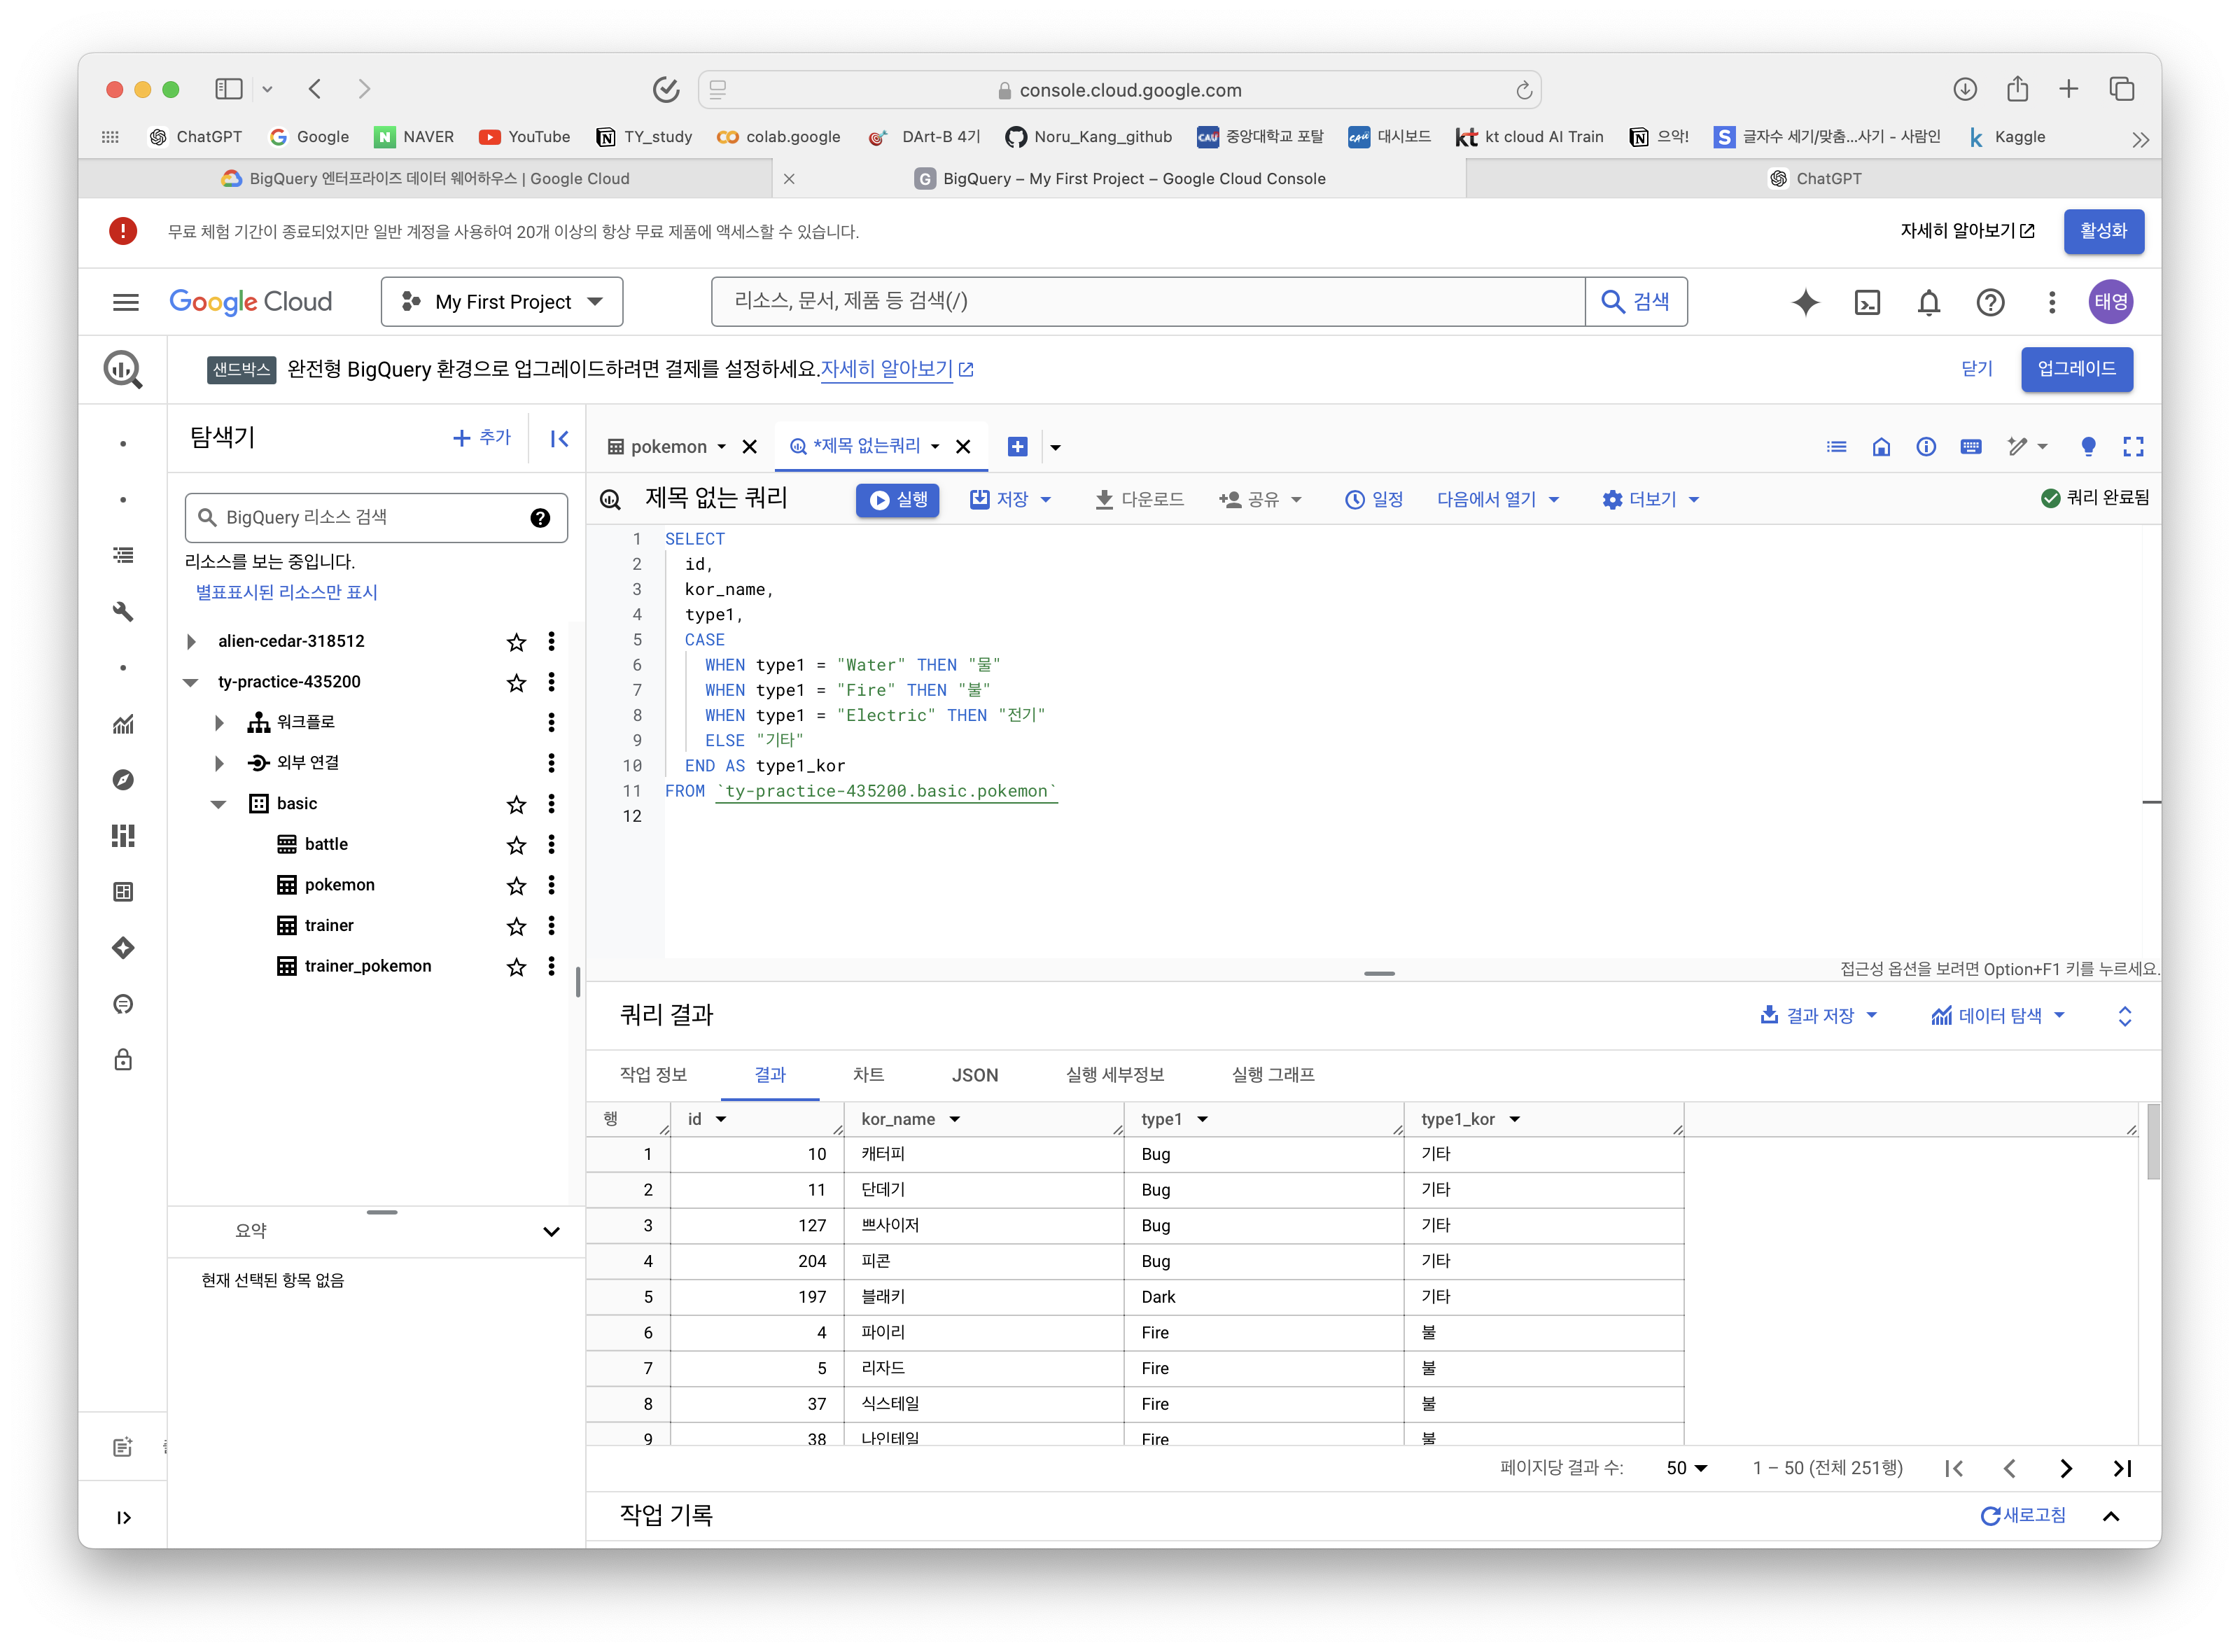 console.cloud.google.com
ChatGPT Google NAVER YouTube TY_study colab.google DArt-B 4기 Noru_Kang_github 중앙대학교 포탈 대시보드 kt cloud AI Train 으악! 글자수 세기/맞춤...사기 - 사람인 Kaggle
BigQuery 엔터프라이즈 데이터 웨어하우스 | Google Cloud
BigQuery – My First Project – Google Cloud Console
ChatGPT
무료 체험 기간이 종료되었지만 일반 계정을 사용하여 20개 이상의 항상 무료 제품에 액세스할 수 있습니다.
자세히 알아보기
활성화
Google Cloud
My First Project
리소스, 문서, 제품 등 검색(/)
검색
태영
샌드박스 완전형 BigQuery 환경으로 업그레이드하려면 결제를 설정하세요.자세히 알아보기
닫기
업그레이드
탐색기
추가
BigQuery 리소스 검색
리소스를 보는 중입니다.
별표표시된 리소스만 표시
alien-cedar-318512
ty-practice-435200
워크플로
외부 연결
basic
battle
pokemon
trainer
trainer_pokemon
요약
현재 선택된 항목 없음
pokemon
*제목 없는쿼리
제목 없는 쿼리
실행
저장
다운로드
공유
일정
다음에서 열기
더보기
쿼리 완료됨
1 SELECT
2 id,
3 kor_name,
4 type1,
5 CASE
6 WHEN type1 = "Water" THEN "물"
7 WHEN type1 = "Fire" THEN "불"
8 WHEN type1 = "Electric" THEN "전기"
9 ELSE "기타"
10 END AS type1_kor
11 FROM `ty-practice-435200.basic.pokemon`
12
접근성 옵션을 보려면 Option+F1 키를 누르세요.
쿼리 결과
결과 저장
데이터 탐색
작업 정보 결과 차트 JSON 실행 세부정보 실행 그래프
행 id kor_name type1 type1_kor
1 10 캐터피 Bug 기타
2 11 단데기 Bug 기타
3 127 쁘사이저 Bug 기타
4 204 피콘 Bug 기타
5 197 블래키 Dark 기타
6 4 파이리 Fire 불
7 5 리자드 Fire 불
8 37 식스테일 Fire 불
9 38 나인테일 Fire 불
페이지당 결과 수: 50 1 – 50 (전체 251행)
작업 기록
새로고침